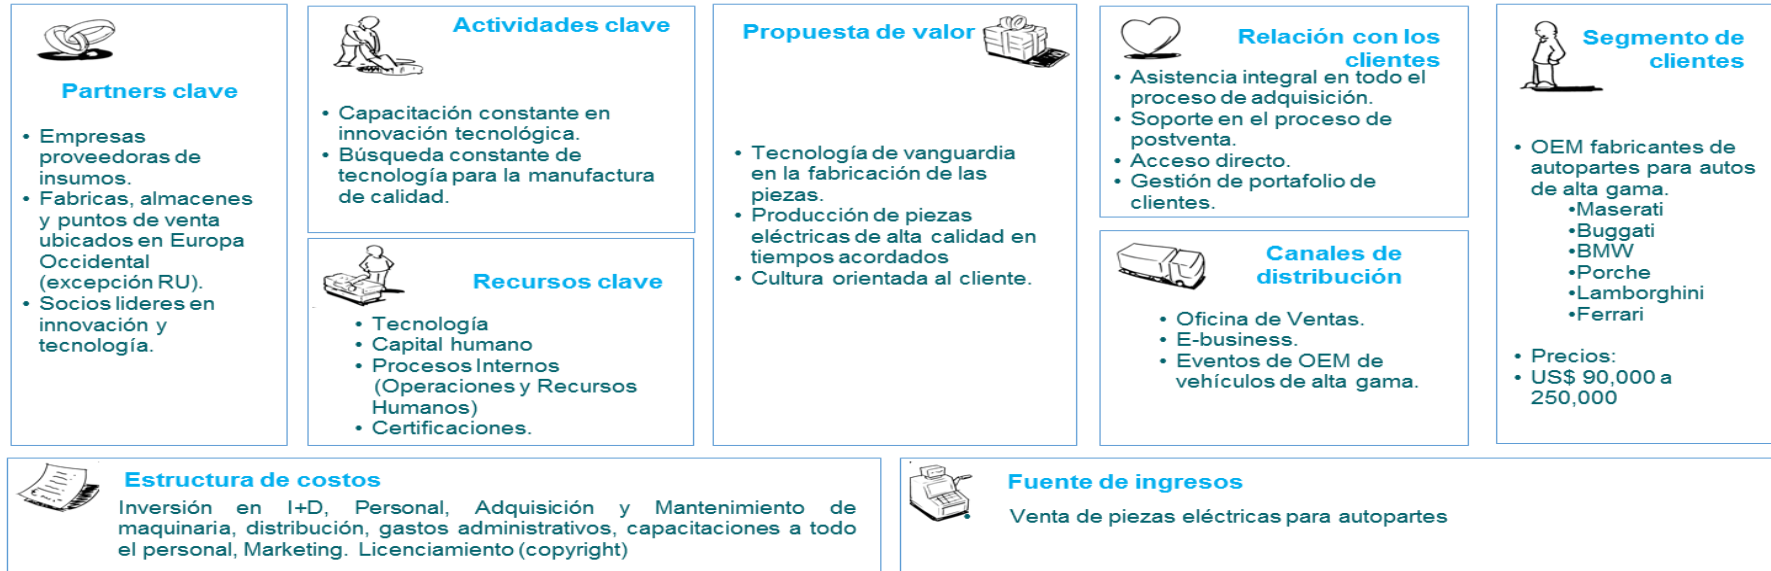 Partners clave
• Empresas
proveedoras de
insumos.
• Fabricas, almacenes
y puntos de venta
ubicados en Europa
Occidental
(excepción RU).
• Socios lideres en
innovación y
tecnología.
Actividades clave
• Capacitación constante en
innovación tecnológica.
• Búsqueda constante de
tecnología para la manufactura
de calidad.
Recursos clave
• Tecnología
• Capital humano
• Procesos Internos
(Operaciones y Recursos
Humanos)
• Certificaciones.
Propuesta de valor
• Tecnología de vanguardia
en la fabricación de las
piezas.
• Producción de piezas
eléctricas de alta calidad en
tiempos acordados
• Cultura orientada al cliente.
Relación con los
clientes
• Asistencia integral en todo el
proceso de adquisición.
• Soporte en el proceso de
postventa.
• Acceso directo.
• Gestión de portafolio de
clientes.
Canales de
distribución
• Oficina de Ventas.
• E-business.
• Eventos de OEM de
vehículos de alta gama.
Segmento de
clientes
• OEM fabricantes de
autopartes para autos
de alta gama.
•Maserati
•Buggati
•BMW
•Porche
•Lamborghini
•Ferrari
• Precios:
• US$ 90,000 a
250,000
Estructura de costos
Inversión en I+D, Personal, Adquisición y Mantenimiento de
maquinaria, distribución, gastos administrativos, capacitaciones a todo
el personal, Marketing. Licenciamiento (copyright)
Fuente de ingresos
• Venta de piezas eléctricas para autopartes